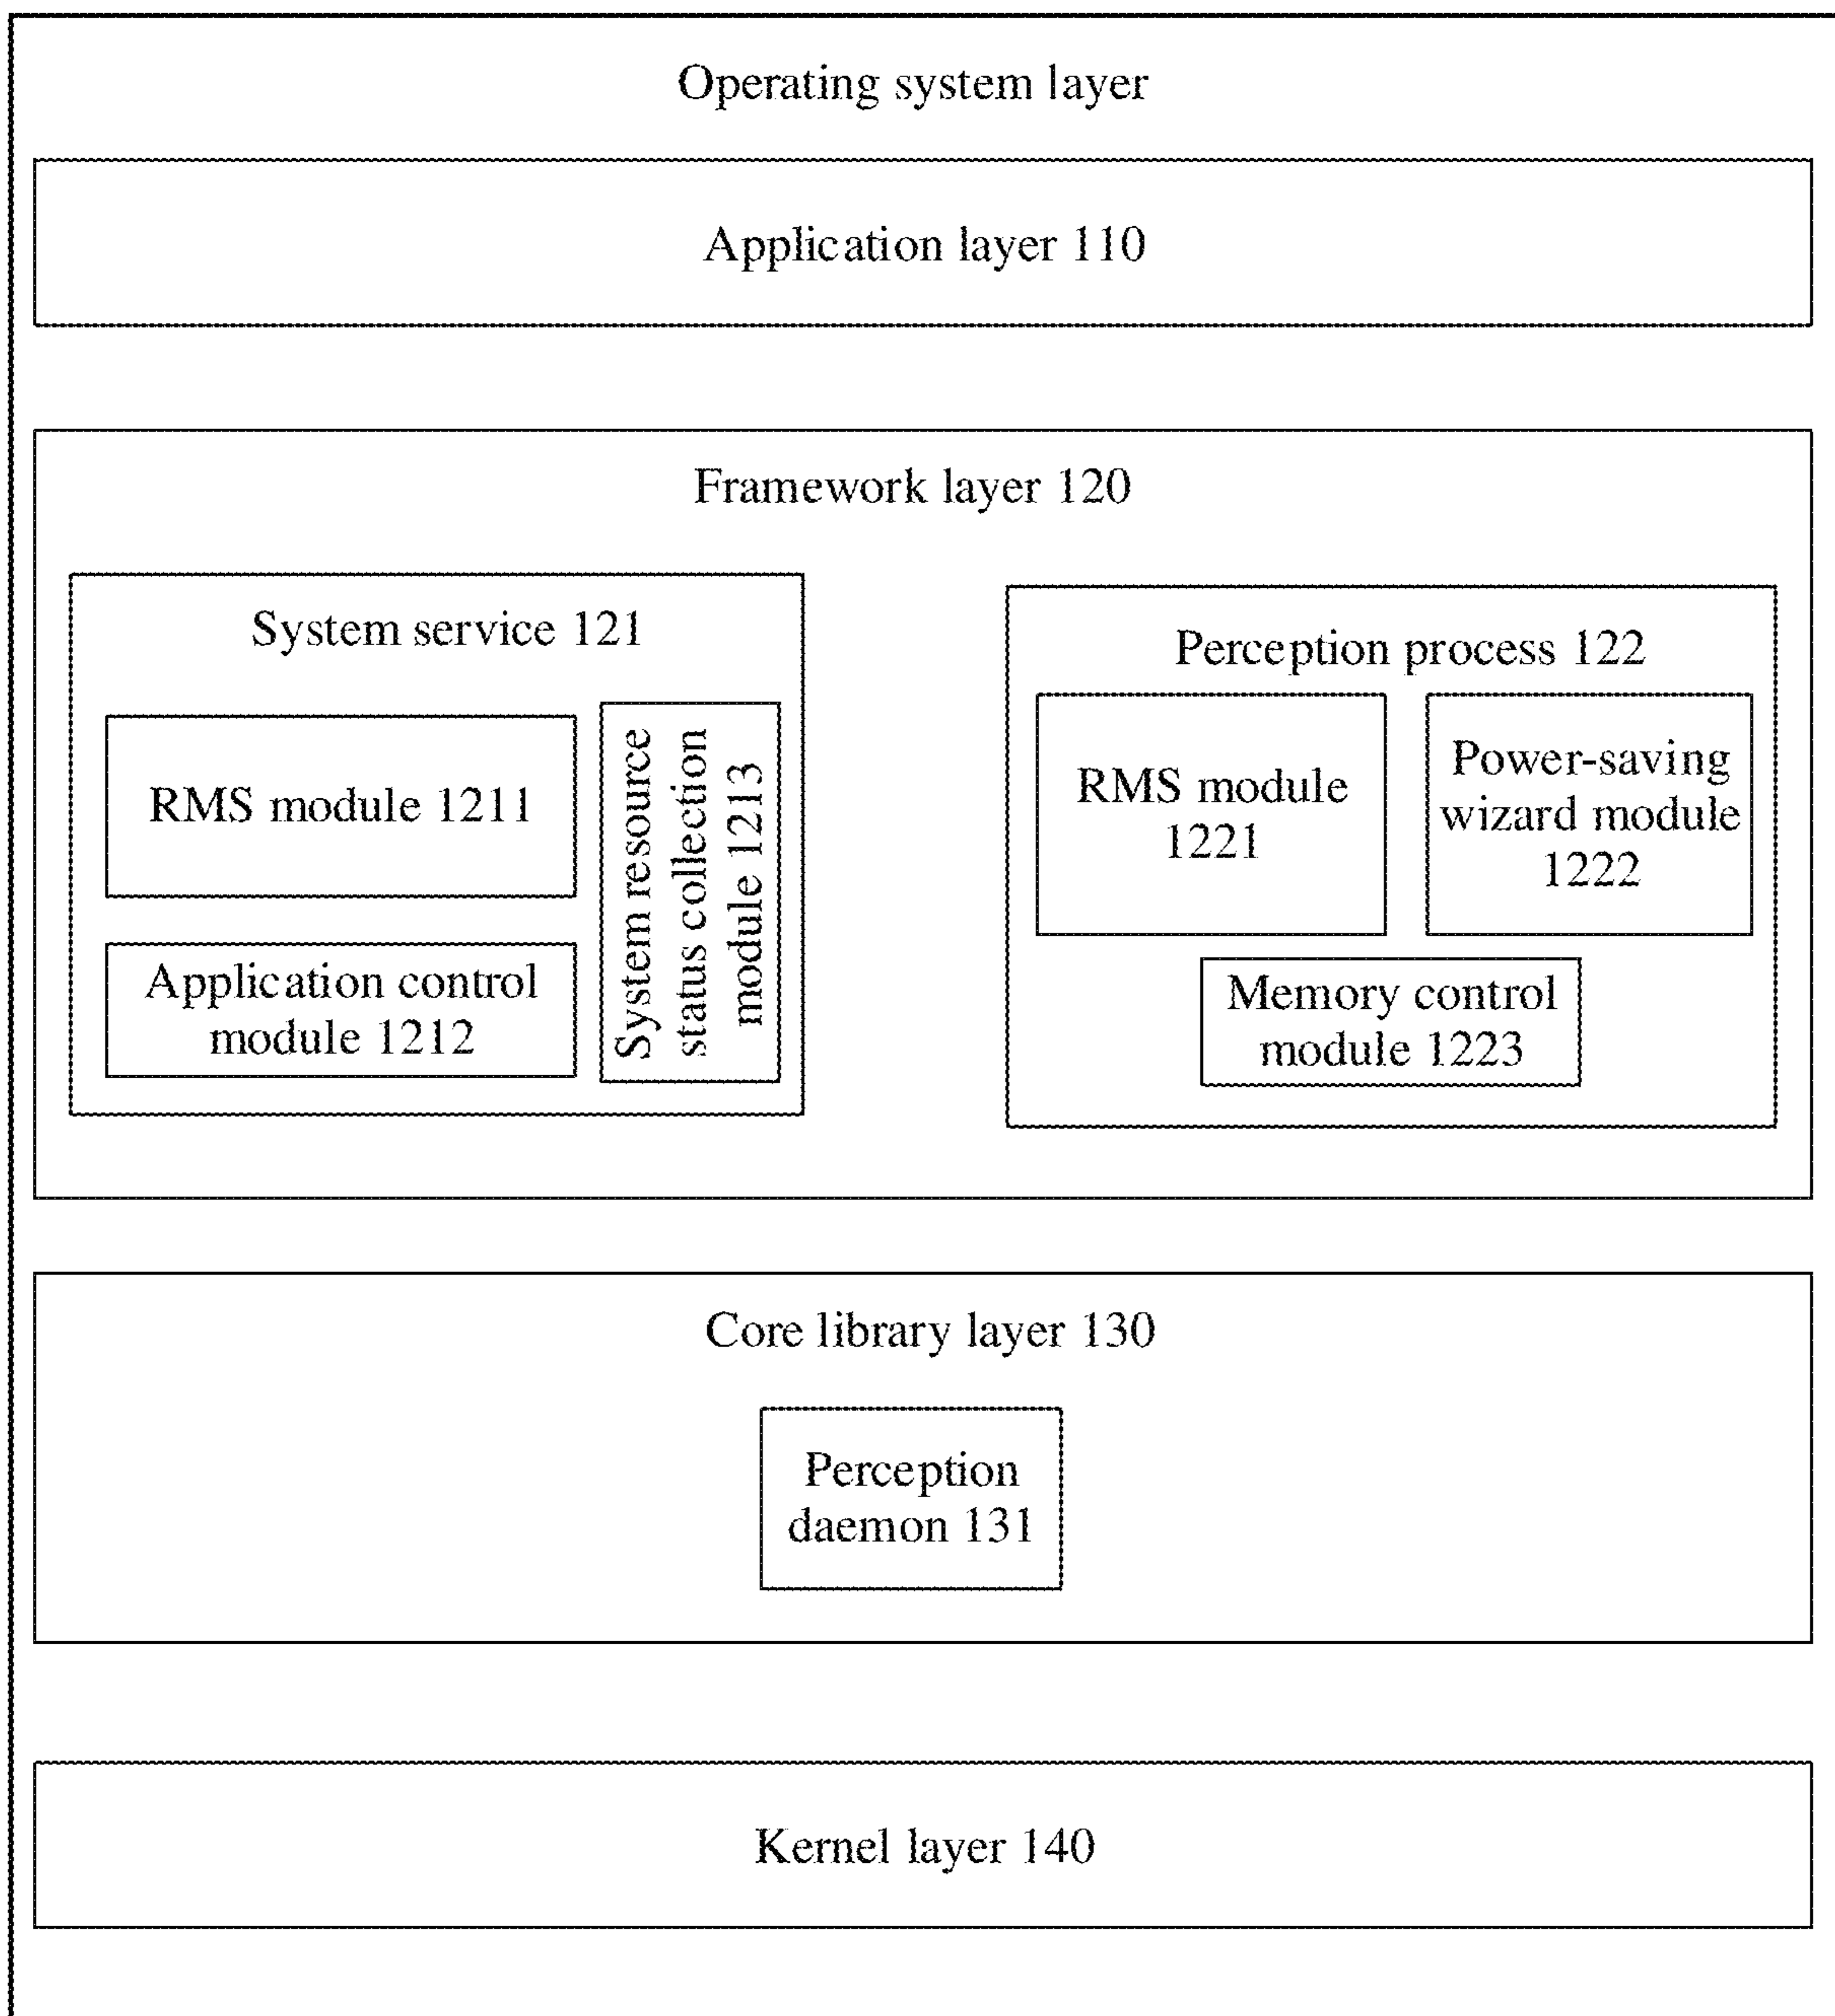 Operating system layer
Application layer 110
Framework layer 120
System service 121
RMS module 1211
Application control
module 1212
System resource
status collection
module 1213
Perception process 122
RMS module
1221
Power-saving
wizard module
1222
Memory control
module 1223
Core library layer 130
Perception
daemon 131
Kernel layer 140